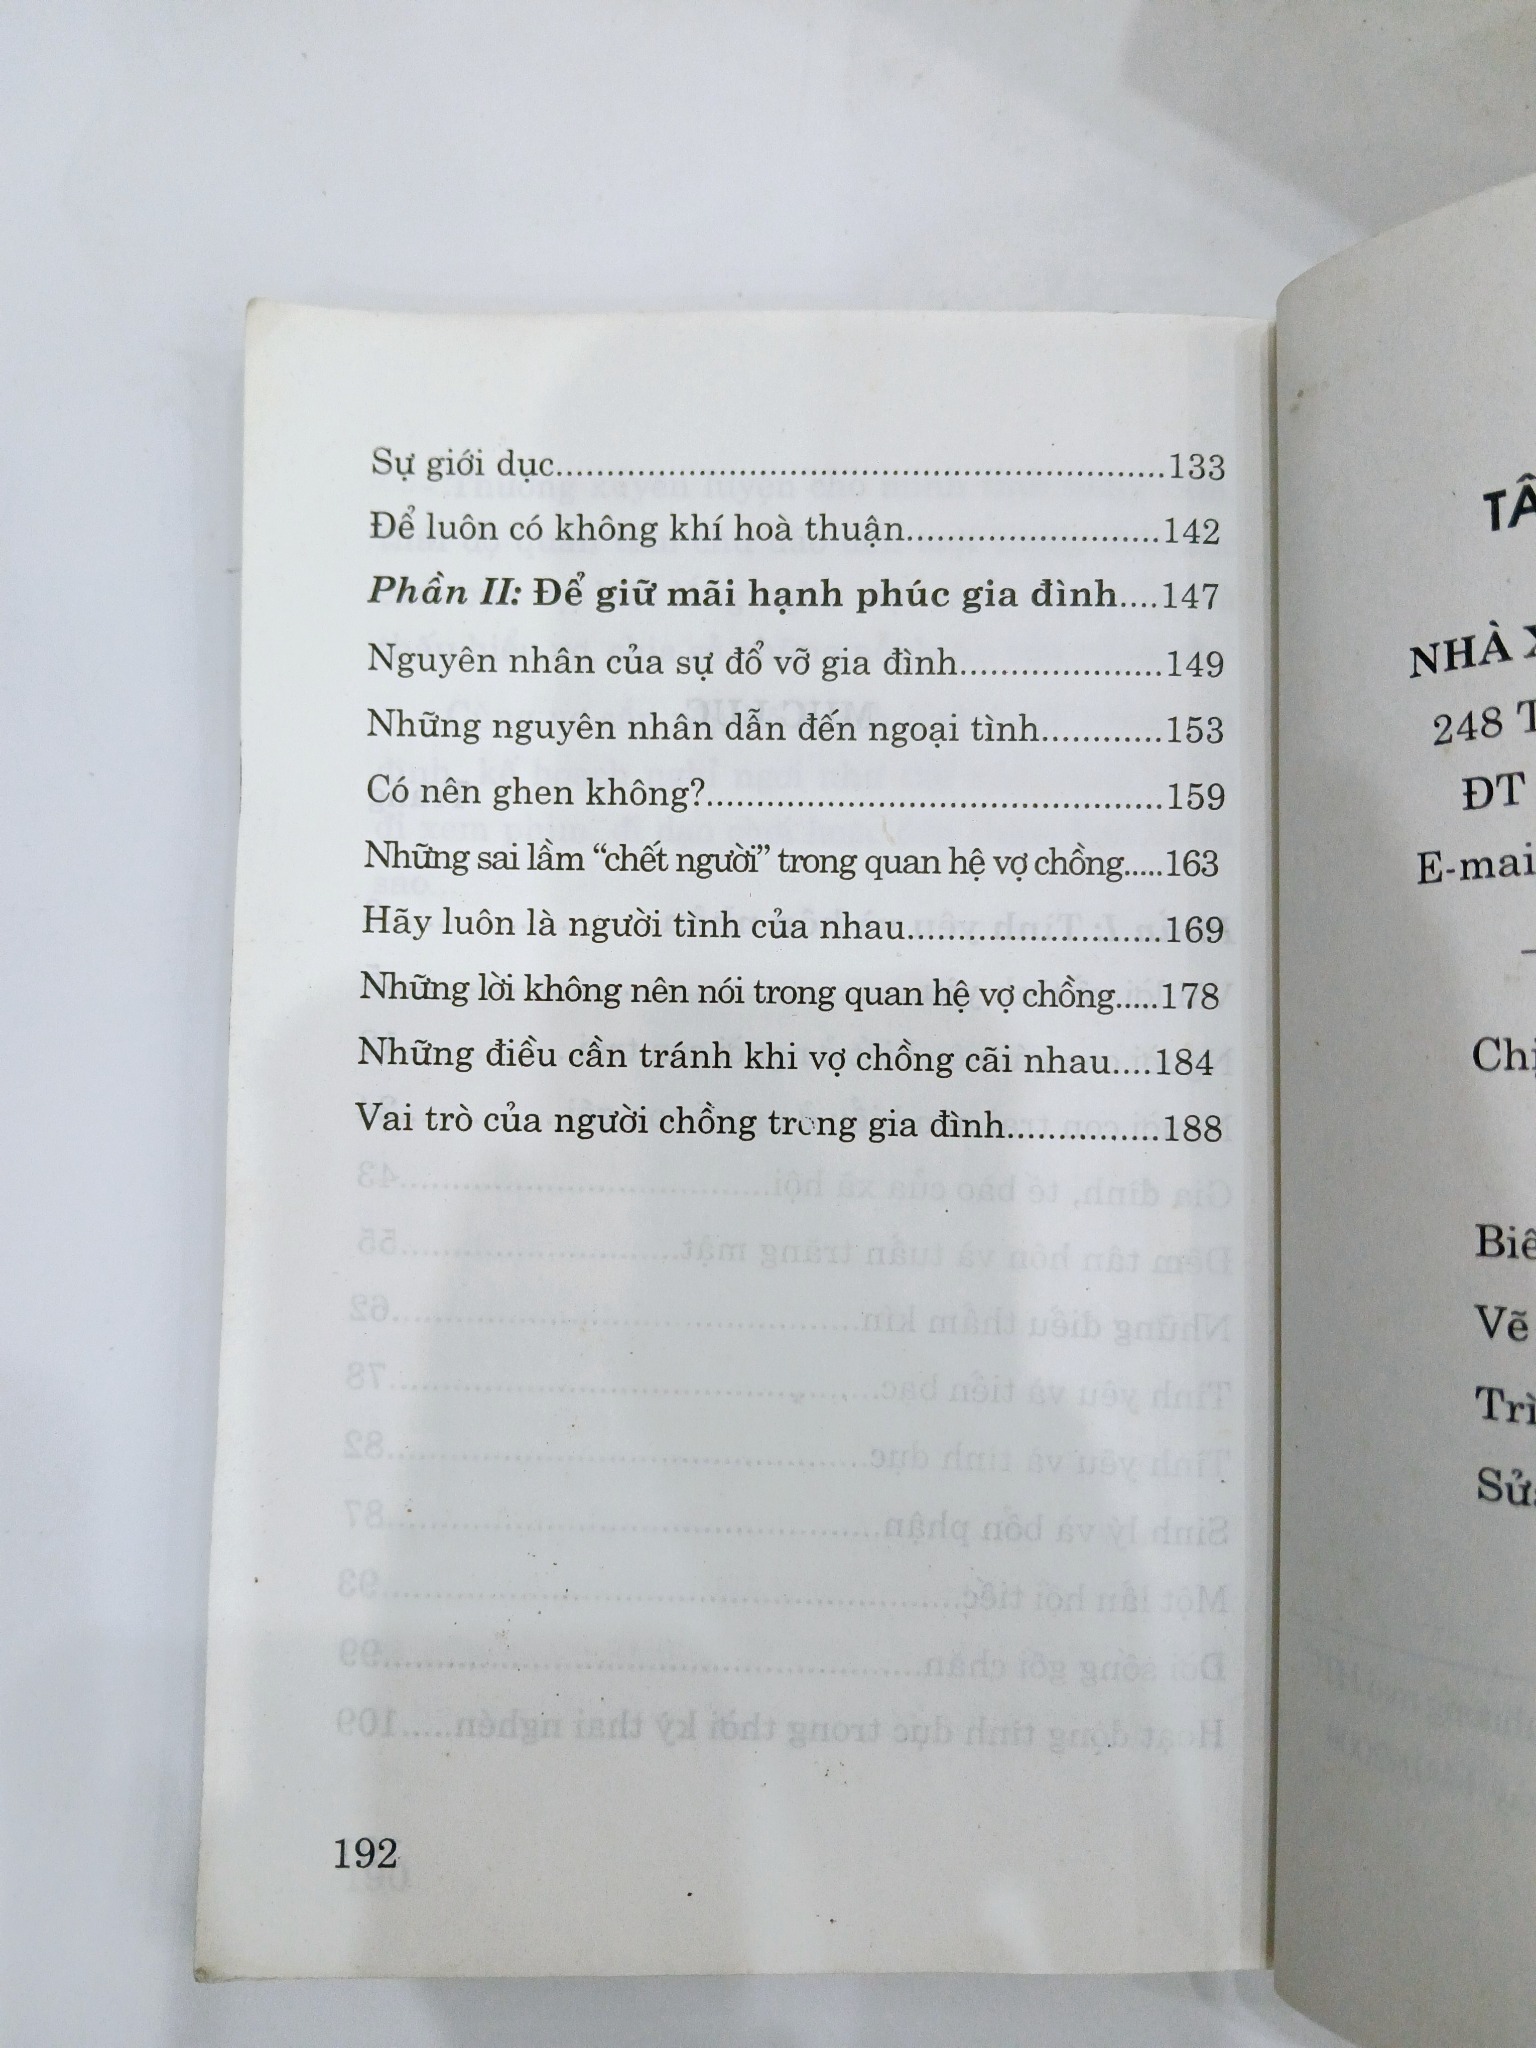 Sự giới dục............................................................133
Để luôn có không khí hoà thuận.........................142
Phần II: Để giữ mãi hạnh phúc gia đình....147
Nguyên nhân của sự đổ vỡ gia đình....................149
Những nguyên nhân dẫn đến ngoại tình............153
Có nên ghen không?.............................................159
Những sai lầm “chết người” trong quan hệ vợ chồng.....163
Hãy luôn là người tình của nhau.........................169
Những lời không nên nói trong quan hệ vợ chồng.....178
Những điều cần tránh khi vợ chồng cãi nhau....184
Vai trò của người chồng trong gia đình...............188
192
NHÀ
248
ĐT
Vẽ